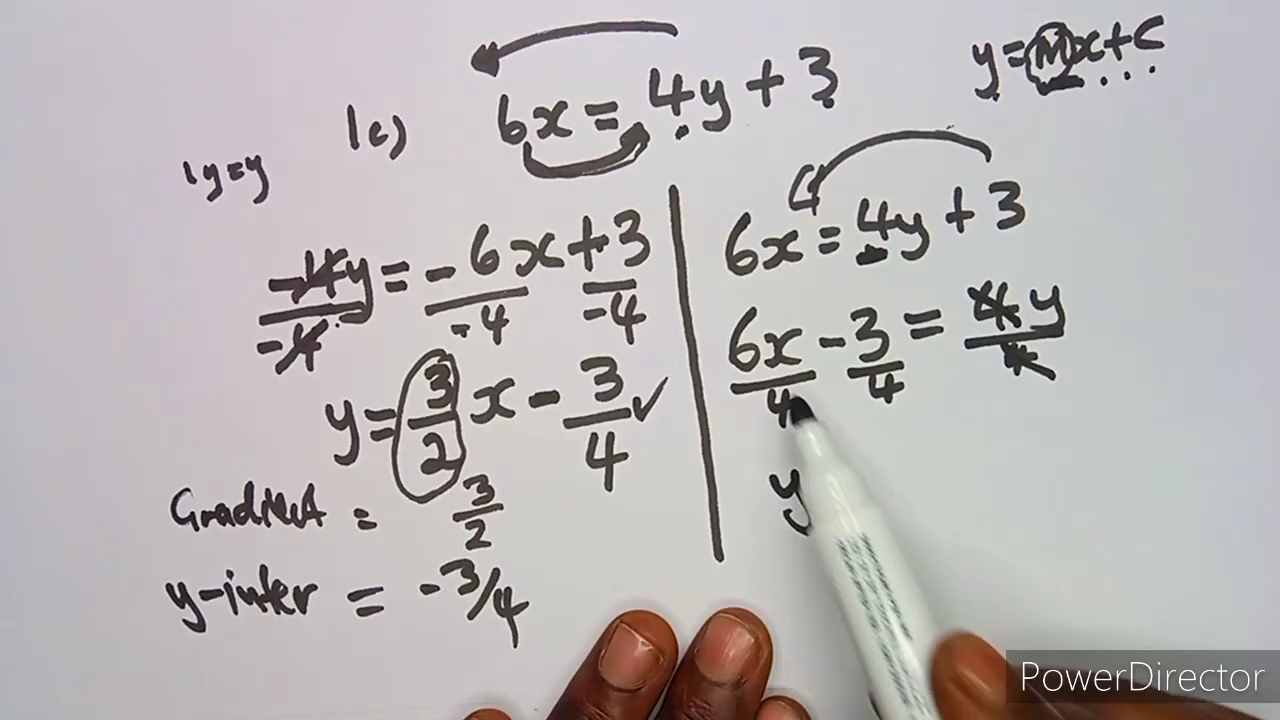 1c) 6x = 4y + 3
y = mx + c
1y = y
-4y/-4 = -6x/-4 + 3/-4
y = 3/2 x - 3/4 ✓
Gradient = 3/2
y-inter = -3/4
6x = 4y + 3
6x/4 - 3/4 = 4y/4
y
PowerDirector